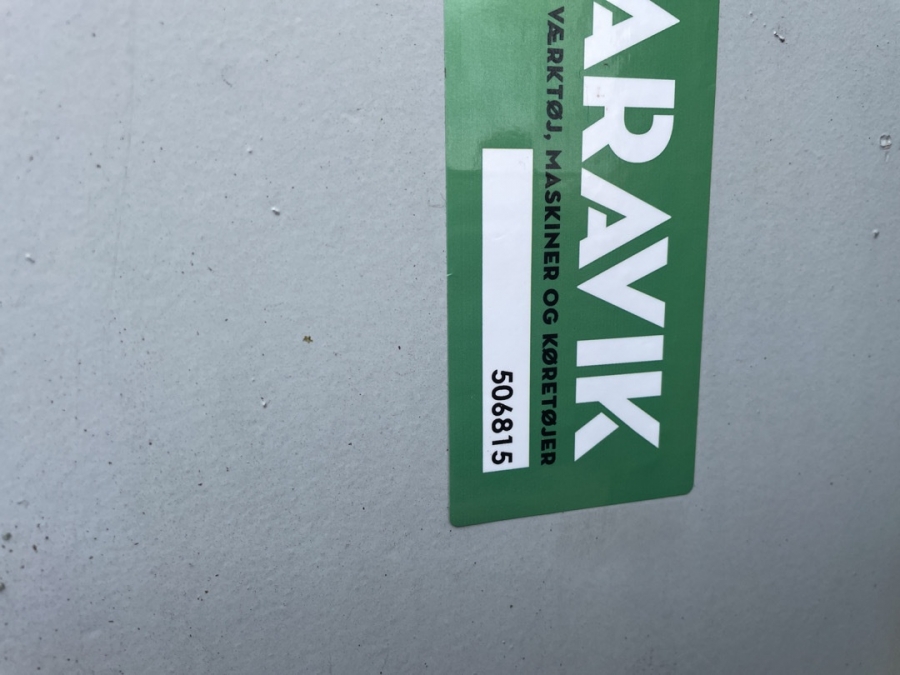 ARAVIK
VÆRKTØJ, MASKINER OG KØRETØJER
506815